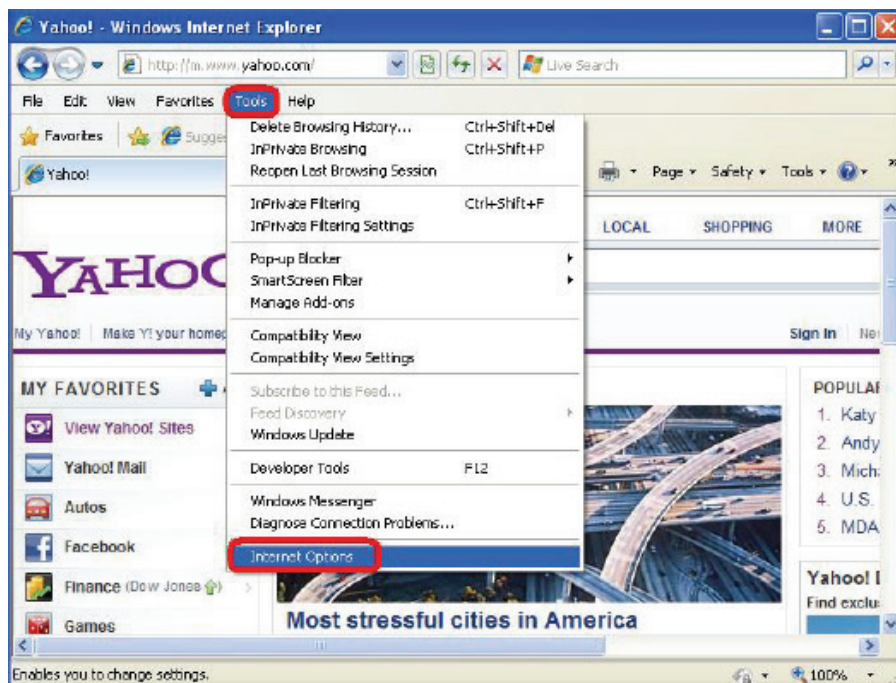 Yahoo! - Windows Internet Explorer
http://m.www.yahoo.com/
Live Search
File Edit View Favorites Tools Help
Favorites
Yahoo!
Page Safety Tools
Delete Browsing History... Ctrl+Shift+Del
InPrivate Browsing Ctrl+Shift+P
Reopen Last Browsing Session
InPrivate Filtering Ctrl+Shift+F
InPrivate Filtering Settings
Pop-up Blocker
SmartScreen Filter
Manage Add-ons
Compatibility View
Compatibility View Settings
Subscribe to this Feed...
Feed Discovery
Windows Update
Developer Tools F12
Windows Messenger
Diagnose Connection Problems...
Internet Options
LOCAL SHOPPING MORE
YAHOO
My Yahoo! Make Y! your
Sign In
MY FAVORITES
View Yahoo! Sites
Yahoo! Mail
Autos
Facebook
Finance (Dow Jones)
Games
Most stressful cities in America
1. Katy
2. Andy
3.
4. U.S.
5. MDA
Yahoo!
Find
Enables you to change settings.
100%